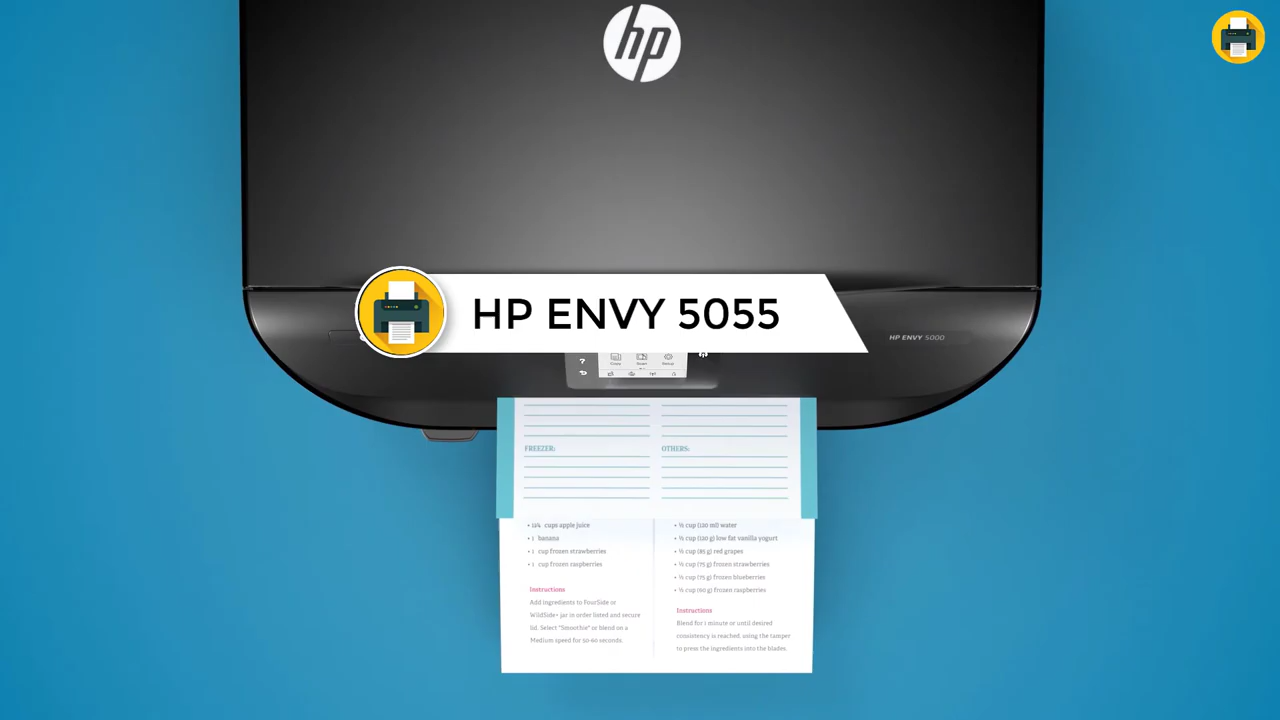 hp
HP ENVY 5055
HP ENVY 5000
Copy Scan Setup
?
FREEZER: OTHERS:
• 1¼ cups apple juice
• 1 banana
• 1 cup frozen strawberries
• 1 cup frozen raspberries
Instructions
Add ingredients to FourSide or
WildSide+ jar in order listed and secure
lid. Select "Smoothie" or blend on a
Medium speed for 50-60 seconds
• ½ cup (120 ml) water
• ½ cup (120 g) low fat vanilla yogurt
• ½ cup (85 g) red grapes
• ½ cup (75 g) frozen strawberries
• ½ cup (75 g) frozen blueberries
• ½ cup (60 g) frozen raspberries
Instructions
Blend for 1 minute or until desired
consistency is reached, using the tamper
to press the ingredients into the blades.